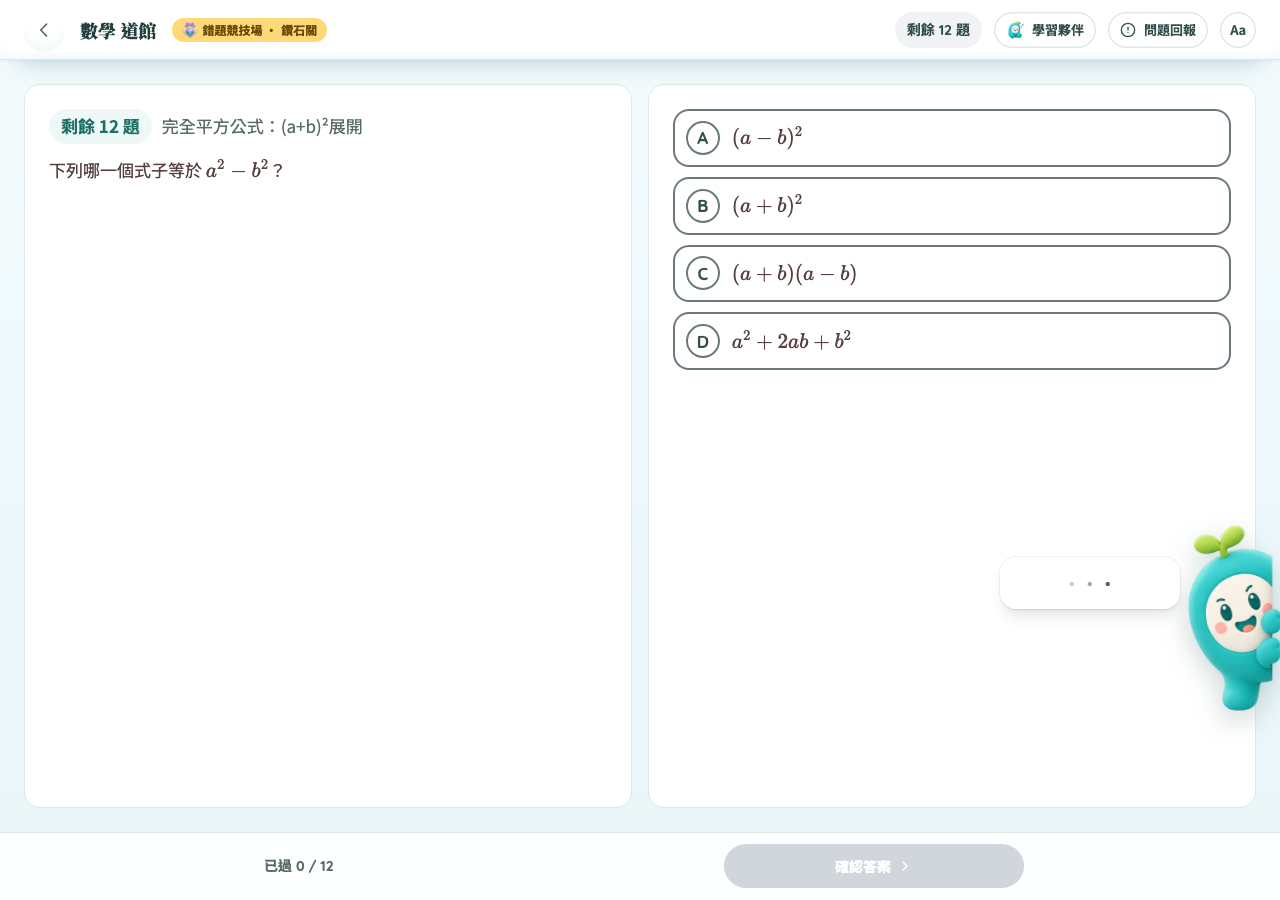 數學 道館
錯題競技場 · 鑽石關
剩餘 12 題
學習夥伴
問題回報
Aa
剩餘 12 題
完全平方公式：(a+b)²展開
下列哪一個式子等於 a² − b²？
A (a − b)²
B (a + b)²
C (a + b)(a − b)
D a² + 2ab + b²
已過 0 / 12
確認答案